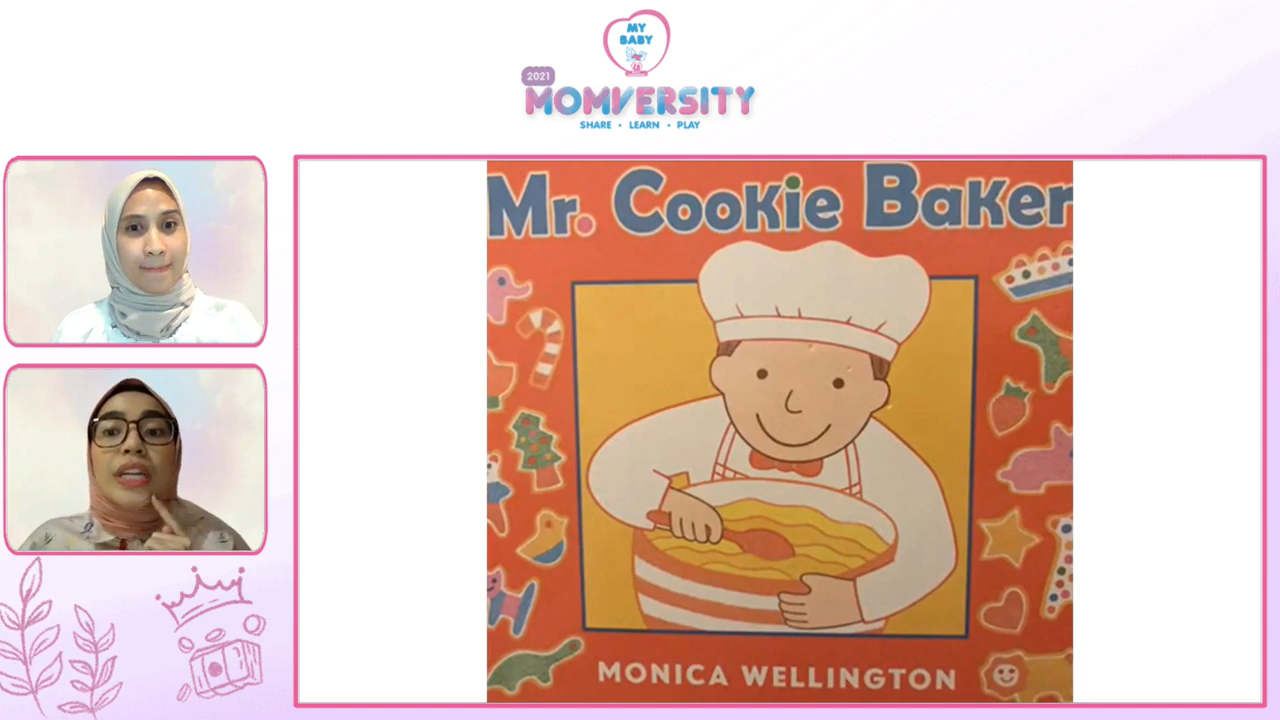 MY
BABY
2021
MOMVERSITY
SHARE • LEARN • PLAY
Mr. Cookie Baker
MONICA WELLINGTON